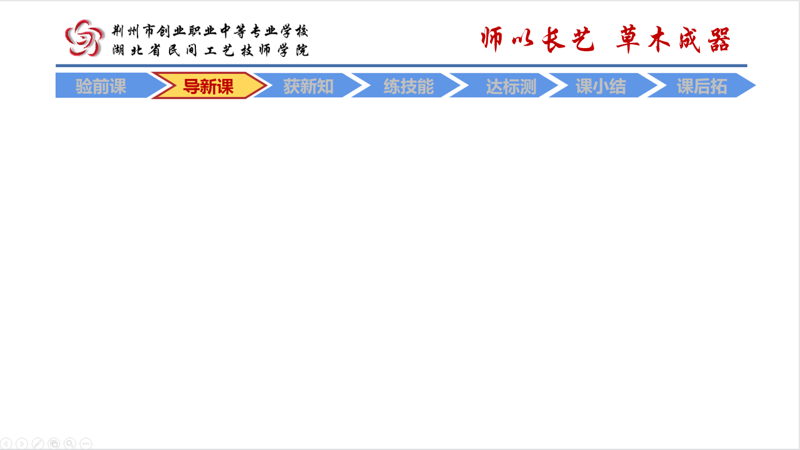 荆州市创业职业中等专业学校
湖北省民间工艺技师学院
师以长艺 草木成器
验前课 导新课 获新知 练技能 达标测 课小结 课后拓